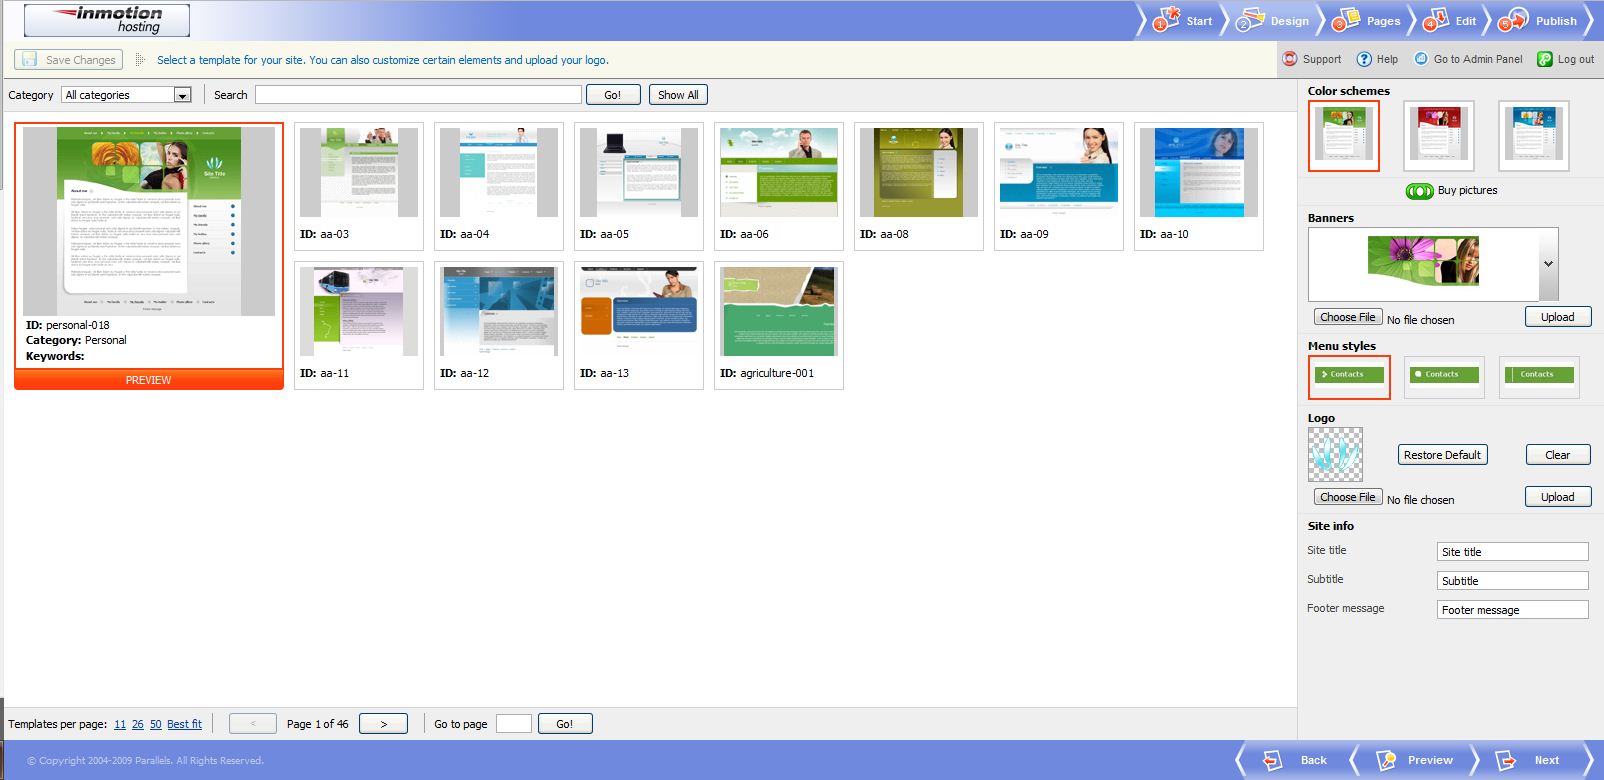 inmotion
hosting
1 Start 2 Design 3 Pages 4 Edit 5 Publish
Save Changes Select a template for your site. You can also customize certain elements and upload your logo. Support ? Help Go to Admin Panel Log out
Category All categories Search Go! Show All
ID: aa-03 ID: aa-04 ID: aa-05 ID: aa-06 ID: aa-08 ID: aa-09 ID: aa-10
Site Title
About me
ID: personal-018
Category: Personal
Keywords:
PREVIEW
ID: aa-11 ID: aa-12 ID: aa-13 ID: agriculture-001
Color schemes
Buy pictures
Banners
Choose File No file chosen Upload
Menu styles
Contacts Contacts Contacts
Logo
Restore Default Clear
Choose File No file chosen Upload
Site info
Site title Site title
Subtitle Subtitle
Footer message Footer message
Templates per page: 11 26 50 Best fit < Page 1 of 46 > Go to page Go!
© Copyright 2004-2009 Parallels. All Rights Reserved. Back Preview Next